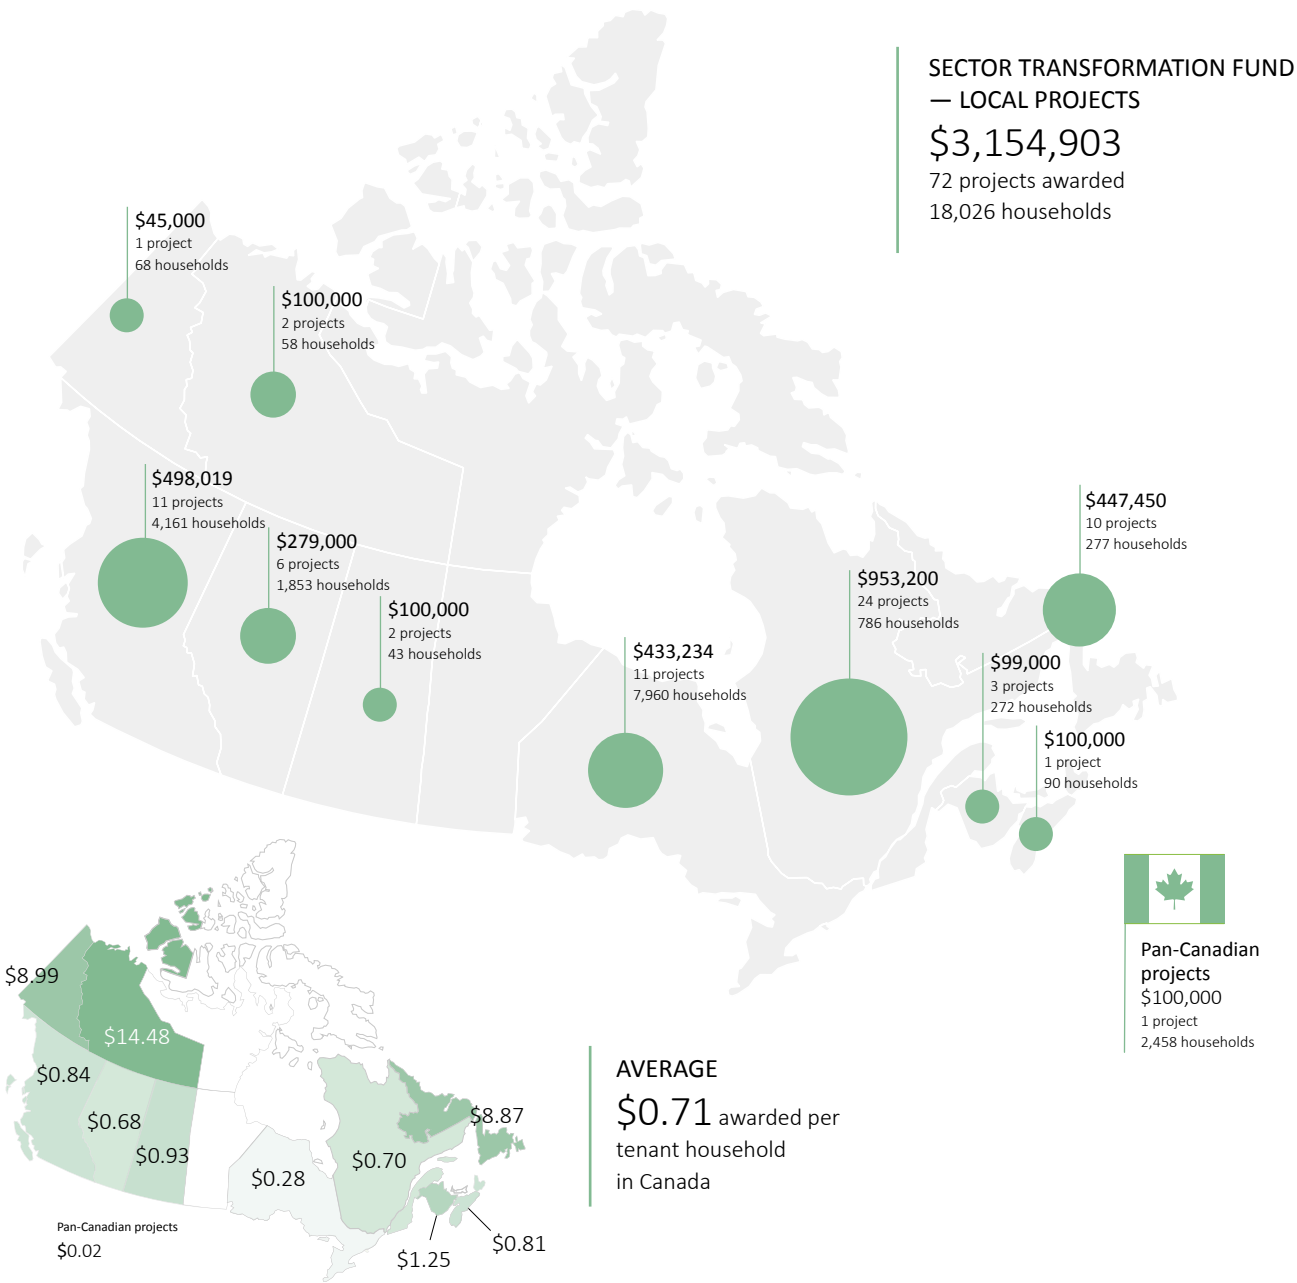 SECTOR TRANSFORMATION FUND
— LOCAL PROJECTS
$3,154,903
72 projects awarded
18,026 households
$45,000
1 project
68 households
$100,000
2 projects
58 households
$498,019
11 projects
4,161 households
$279,000
6 projects
1,853 households
$100,000
2 projects
43 households
$433,234
11 projects
7,960 households
$953,200
24 projects
786 households
$447,450
10 projects
277 households
$99,000
3 projects
272 households
$100,000
1 project
90 households
Pan-Canadian
projects
$100,000
1 project
2,458 households
$8.99
$14.48
$0.84
$0.68
$0.93
$0.28
$0.70
$8.87
$1.25
$0.81
Pan-Canadian projects
$0.02
AVERAGE
$0.71 awarded per
tenant household
in Canada